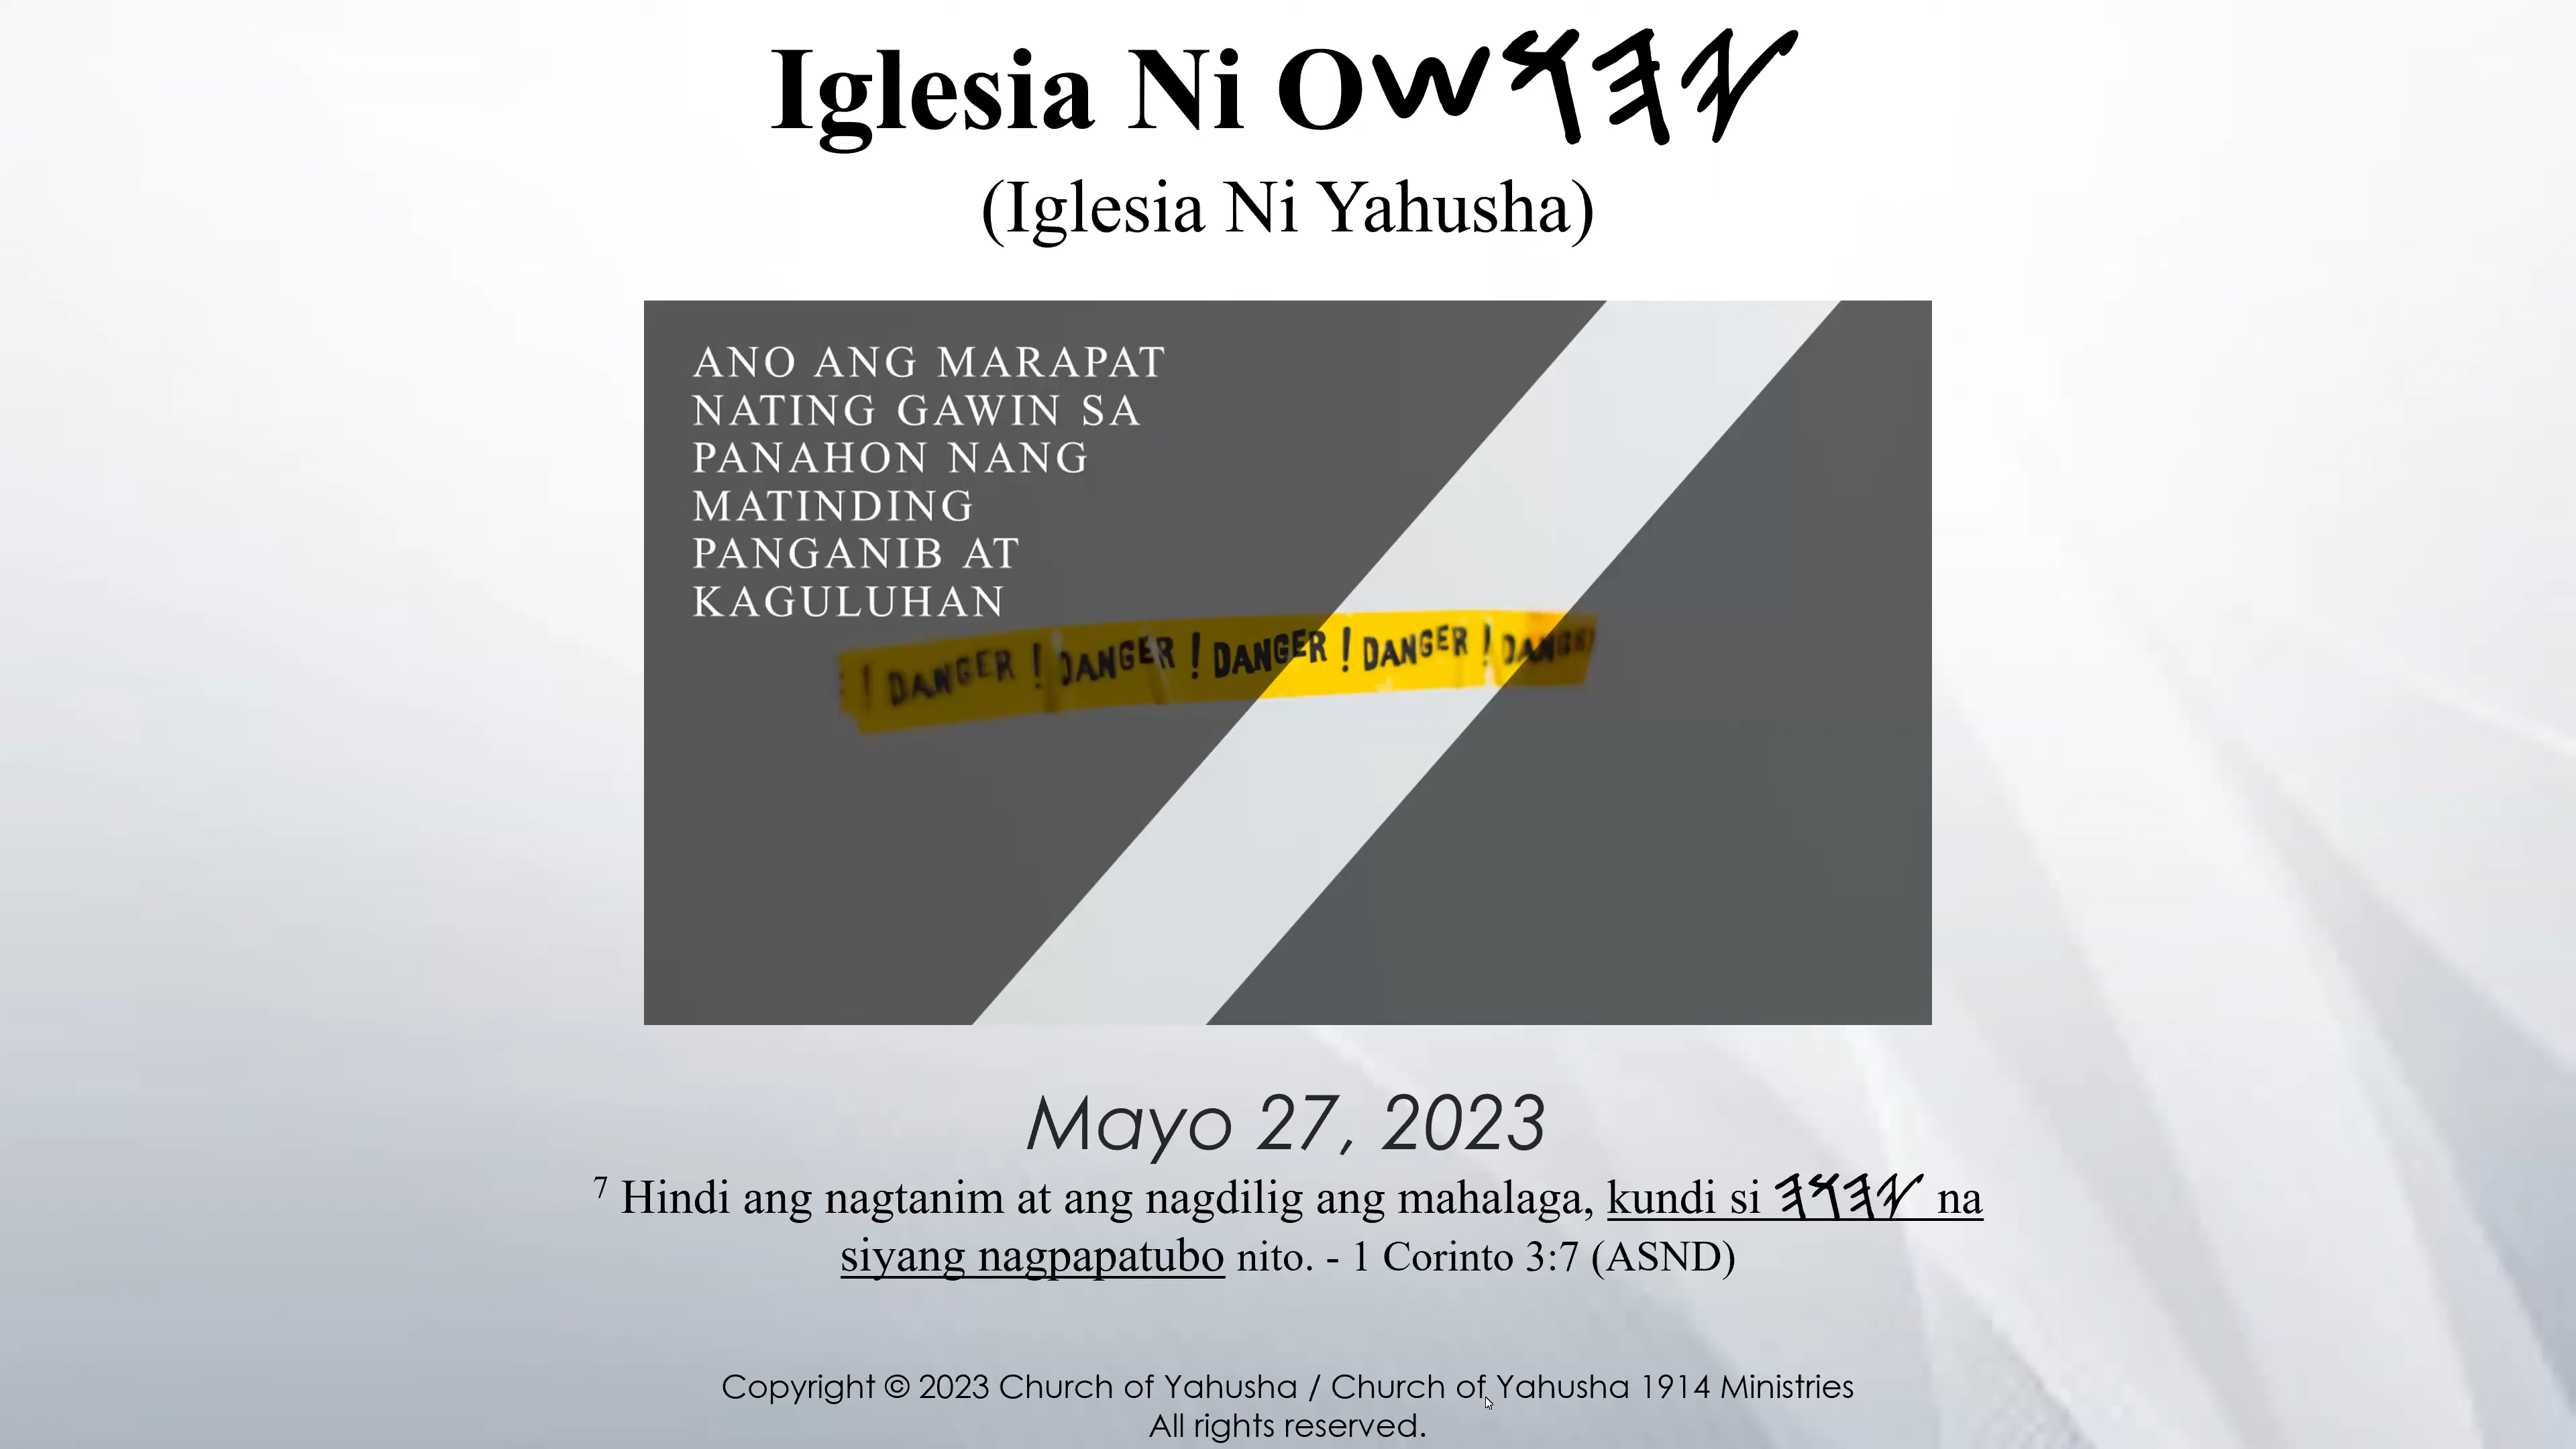 Iglesia Ni O𐤔𐤅𐤄𐤉
(Iglesia Ni Yahusha)
ANO ANG MARAPAT
NATING GAWIN SA
PANAHON NANG
MATINDING
PANGANIB AT
KAGULUHAN
! DANGER ! DANGER ! DANGER ! DANGER ! DANGER
Mayo 27, 2023
7 Hindi ang nagtanim at ang nagdilig ang mahalaga, kundi si 𐤉𐤄𐤅𐤄 na
siyang nagpapatubo nito. - 1 Corinto 3:7 (ASND)
Copyright © 2023 Church of Yahusha / Church of Yahusha 1914 Ministries
All rights reserved.